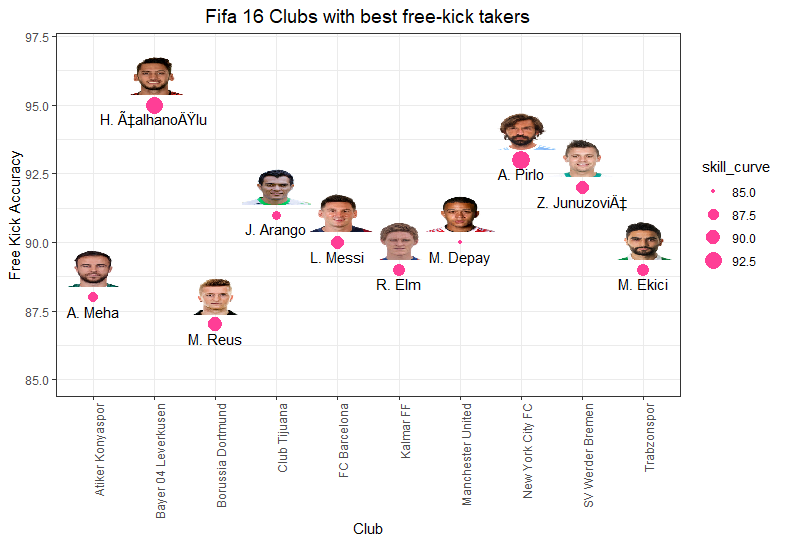 Fifa 16 Clubs with best free-kick takers
Free Kick Accuracy
97.5
95.0
92.5
90.0
87.5
85.0
H. Ã‡alhanoÄŸlu
A. Pirlo
Z. JunuzoviÄ‡
J. Arango
L. Messi
M. Depay
R. Elm
M. Ekici
A. Meha
M. Reus
skill_curve
85.0
87.5
90.0
92.5
Atiker Konyaspor
Bayer 04 Leverkusen
Borussia Dortmund
Club Tijuana
FC Barcelona
Kalmar FF
Manchester United
New York City FC
SV Werder Bremen
Trabzonspor
Club